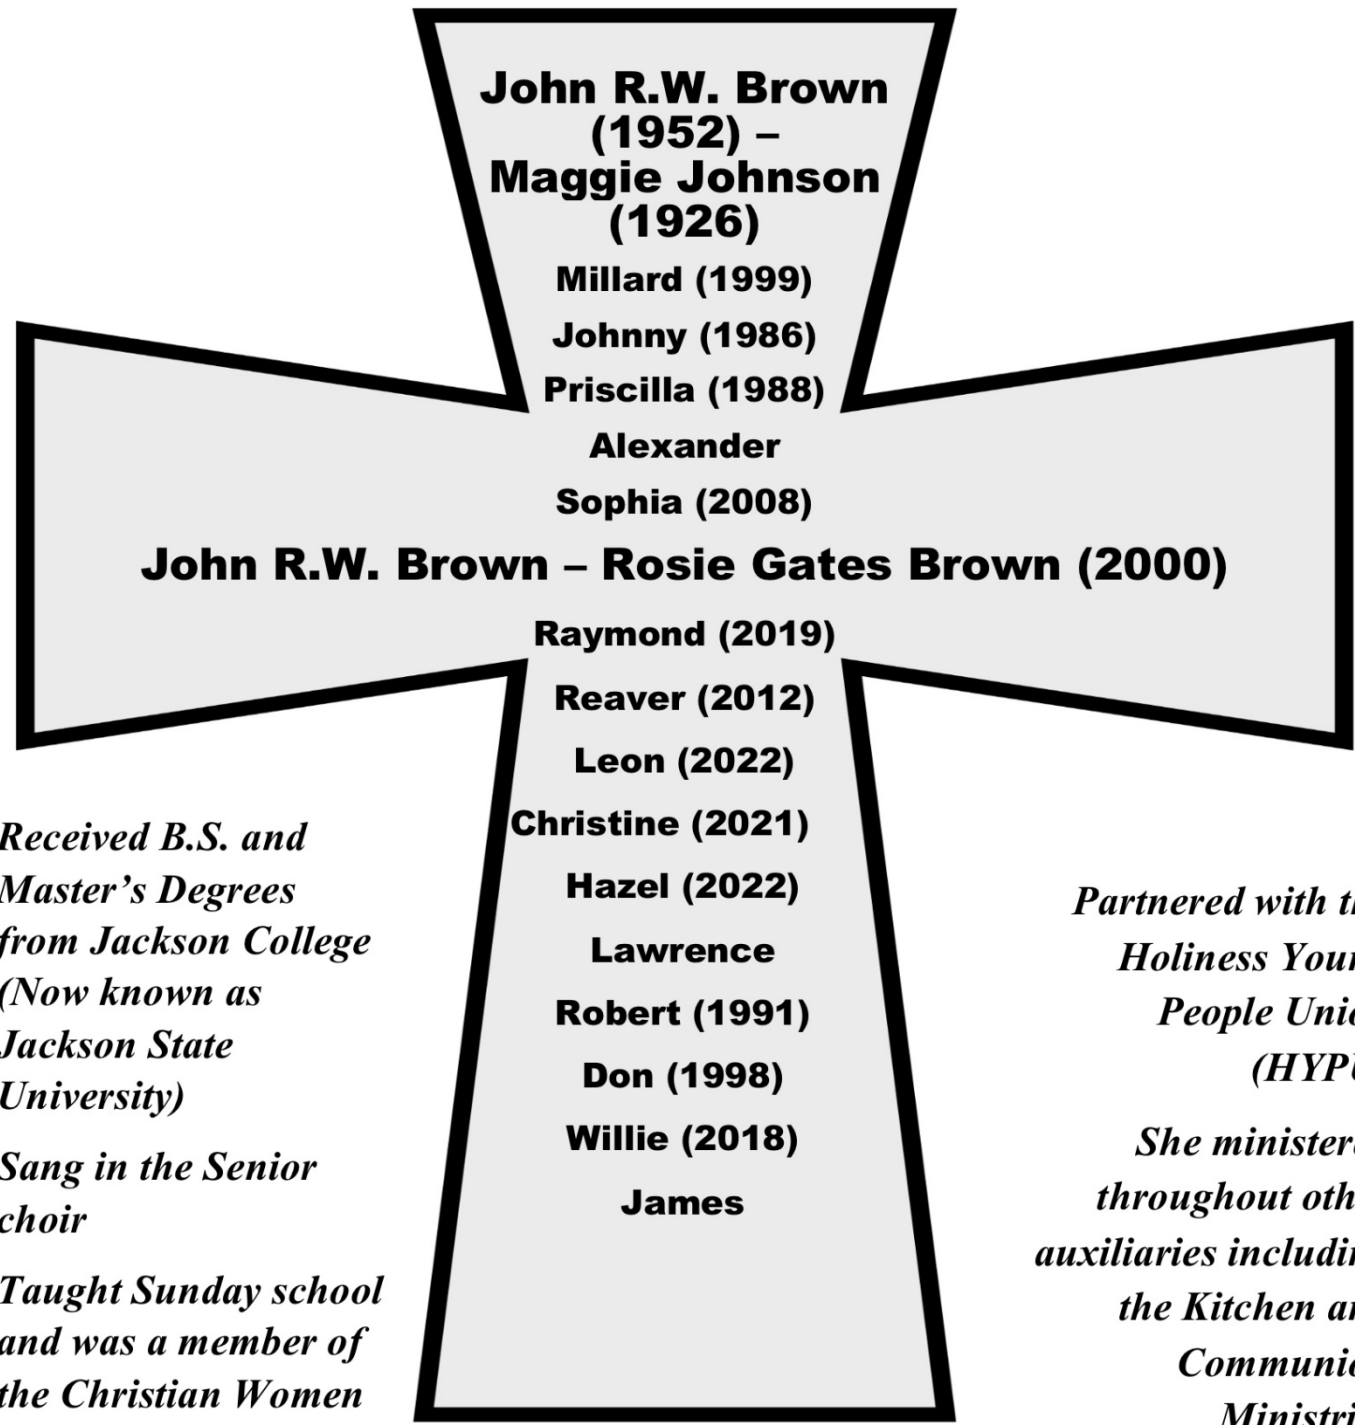 John R.W. Brown
(1952) –
Maggie Johnson
(1926)
Millard (1999)
Johnny (1986)
Priscilla (1988)
Alexander
Sophia (2008)
John R.W. Brown – Rosie Gates Brown (2000)
Raymond (2019)
Reaver (2012)
Leon (2022)
Christine (2021)
Hazel (2022)
Lawrence
Robert (1991)
Don (1998)
Willie (2018)
James
Received B.S. and
Master’s Degrees
from Jackson College
(Now known as
Jackson State
University)
Sang in the Senior
choir
Taught Sunday school
and was a member of
the Christian Women
Partnered with
Holiness
People
She
throughout
auxiliaries
the Kitchen